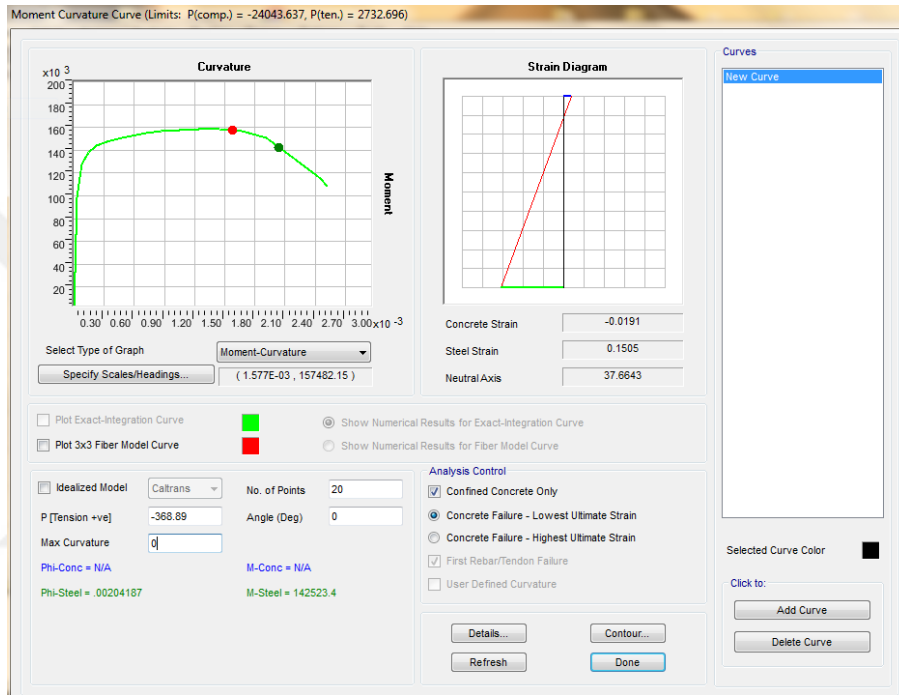 Moment Curvature Curve (Limits: P(comp.) = -24043.637, P(ten.) = 2732.696)
Curvature
x10 3
200
180
160
140
120
100
80
60
40
20
Moment
0.30 0.60 0.90 1.20 1.50 1.80 2.10 2.40 2.70 3.00 x10 -3
Select Type of Graph
Moment-Curvature
Specify Scales/Headings...
( 1.577E-03 , 157482.15 )
Strain Diagram
Concrete Strain
-0.0191
Steel Strain
0.1505
Neutral Axis
37.6643
Curves
New Curve
Plot Exact-Integration Curve
Show Numerical Results for Exact-Integration Curve
Plot 3x3 Fiber Model Curve
Show Numerical Results for Fiber Model Curve
Idealized Model
Caltrans
No. of Points
20
P [Tension +ve]
-368.89
Angle (Deg)
0
Max Curvature
0
Phi-Conc = N/A
M-Conc = N/A
Phi-Steel = .00204187
M-Steel = 142523.4
Analysis Control
Confined Concrete Only
Concrete Failure - Lowest Ultimate Strain
Concrete Failure - Highest Ultimate Strain
First Rebar/Tendon Failure
User Defined Curvature
Details...
Contour...
Refresh
Done
Selected Curve Color
Click to:
Add Curve
Delete Curve